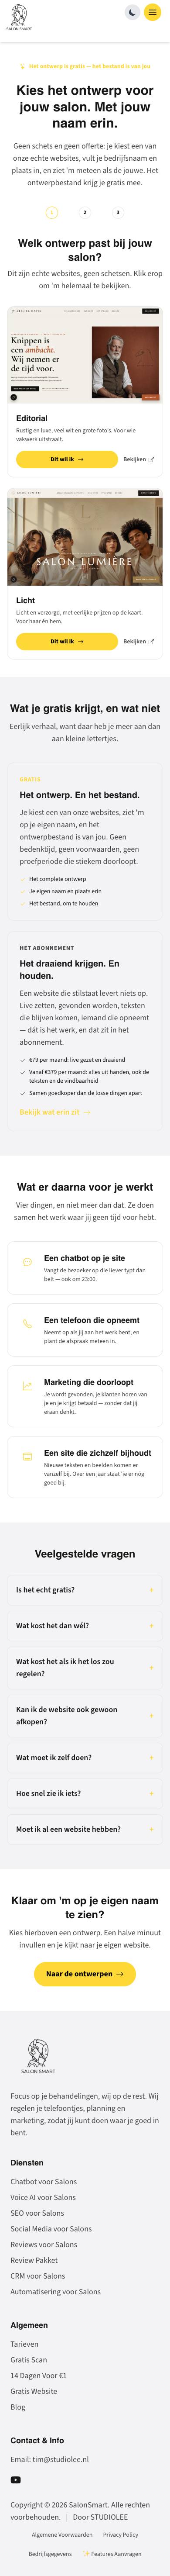 SALON SMART
Het ontwerp is gratis — het bestand is van jou
Kies het ontwerp voor
jouw salon. Met jouw
naam erin.
Geen schets en geen offerte: je kiest een van
onze echte websites, vult je bedrijfsnaam en
plaats in, en ziet 'm meteen als de jouwe. Het
ontwerpbestand krijg je gratis mee.
1 2 3
Welk ontwerp past bij jouw
salon?
Dit zijn echte websites, geen schetsen. Klik erop
om 'm helemaal te bekijken.
Knippen is
een ambacht.
Wij nemen er
de tijd voor.
Editorial
Rustig en luxe, veel wit en grote foto's. Voor wie
vakwerk uitstraalt.
Dit wil ik →
Bekijken
SALON LUMIÈRE
Licht
Licht en verzorgd, met eerlijke prijzen op de kaart.
Voor haar én hem.
Dit wil ik →
Bekijken
Wat je gratis krijgt, en wat niet
Eerlijk verhaal, want daar heb je meer aan dan
aan kleine lettertjes.
GRATIS
Het ontwerp. En het bestand.
Je kiest een van onze websites, ziet 'm
op je eigen naam, en het
ontwerpbestand is van jou. Geen
bedenktijd, geen voorwaarden, geen
proefperiode die stiekem doorloopt.
Het complete ontwerp
Je eigen naam en plaats erin
Het bestand, om te houden
HET ABONNEMENT
Het draaiend krijgen. En
houden.
Een website die stilstaat levert niets op.
Live zetten, gevonden worden, teksten
die blijven komen, iemand die opneemt
— dát is het werk, en dat zit in het
abonnement.
€79 per maand: live gezet en draaiend
Vanaf €379 per maand: alles uit handen, ook de
teksten en de vindbaarheid
Samen goedkoper dan de losse dingen apart
Bekijk wat erin zit →
Wat er daarna voor je werkt
Vier dingen, en niet meer dan dat. Ze doen
samen het werk waar jij geen tijd voor hebt.
Een chatbot op je site
Vangt de bezoeker op die liever typt dan
belt — ook om 23:00.
Een telefoon die opneemt
Neemt op als jij aan het werk bent, en
plant de afspraak meteen in.
Marketing die doorloopt
Je wordt gevonden, je klanten horen van
je en je krijgt betaald — zonder dat jij
eraan denkt.
Een site die zichzelf bijhoudt
Nieuwe teksten en beelden komen er
vanzelf bij. Over een jaar staat 'ie er nóg
goed bij.
Veelgestelde vragen
Is het echt gratis? +
Wat kost het dan wél? +
Wat kost het als ik het los zou
regelen? +
Kan ik de website ook gewoon
afkopen? +
Wat moet ik zelf doen? +
Hoe snel zie ik iets? +
Moet ik al een website hebben? +
Klaar om 'm op je eigen naam
te zien?
Kies hierboven een ontwerp. Een halve minuut
invullen en je kijkt naar je eigen website.
Naar de ontwerpen →
SALON SMART
Focus op je behandelingen, wij op de rest. Wij
regelen je telefoontjes, planning en
marketing, zodat jij kunt doen waar je goed in
bent.
Diensten
Chatbot voor Salons
Voice AI voor Salons
SEO voor Salons
Social Media voor Salons
Reviews voor Salons
Review Pakket
CRM voor Salons
Automatisering voor Salons
Algemeen
Tarieven
Gratis Scan
14 Dagen Voor €1
Gratis Website
Blog
Contact & Info
Email: tim@studiolee.nl
Copyright © 2026 SalonSmart. Alle rechten
voorbehouden. | Door STUDIOLEE
Algemene Voorwaarden Privacy Policy
Bedrijfsgegevens Features Aanvragen